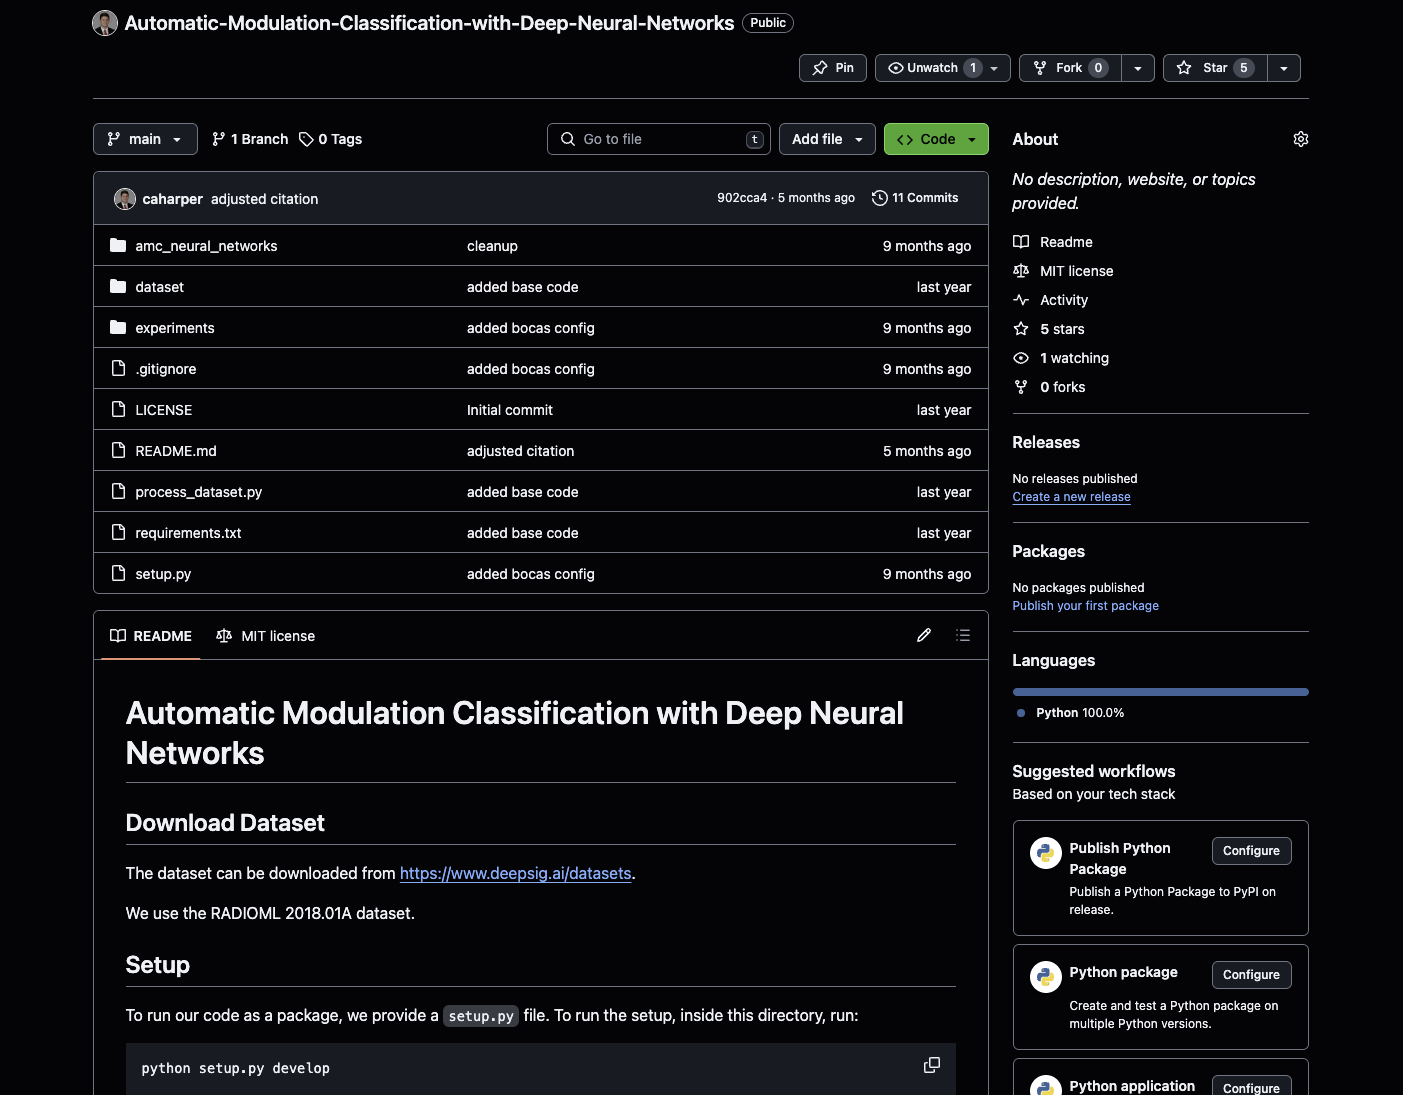 Automatic-Modulation-Classification-with-Deep-Neural-Networks Public
Pin Unwatch 1 Fork 0 Star 5
main 1 Branch 0 Tags Go to file t Add file Code
caharper adjusted citation 902cca4 · 5 months ago 11 Commits
amc_neural_networks cleanup 9 months ago
dataset added base code last year
experiments added bocas config 9 months ago
.gitignore added bocas config 9 months ago
LICENSE Initial commit last year
README.md adjusted citation 5 months ago
process_dataset.py added base code last year
requirements.txt added base code last year
setup.py added bocas config 9 months ago
README MIT license
Automatic Modulation Classification with Deep Neural
Networks
Download Dataset
The dataset can be downloaded from https://www.deepsig.ai/datasets.
We use the RADIOML 2018.01A dataset.
Setup
To run our code as a package, we provide a setup.py file. To run the setup, inside this directory, run:
python setup.py develop
About
No description, website, or topics
provided.
Readme
MIT license
Activity
5 stars
1 watching
0 forks
Releases
No releases published
Create a new release
Packages
No packages published
Publish your first package
Languages
Python 100.0%
Suggested workflows
Based on your tech stack
Publish Python
Package
Configure
Publish a Python Package to PyPI on
release.
Python package
Configure
Create and test a Python package on
multiple Python versions.
Python application
Configure